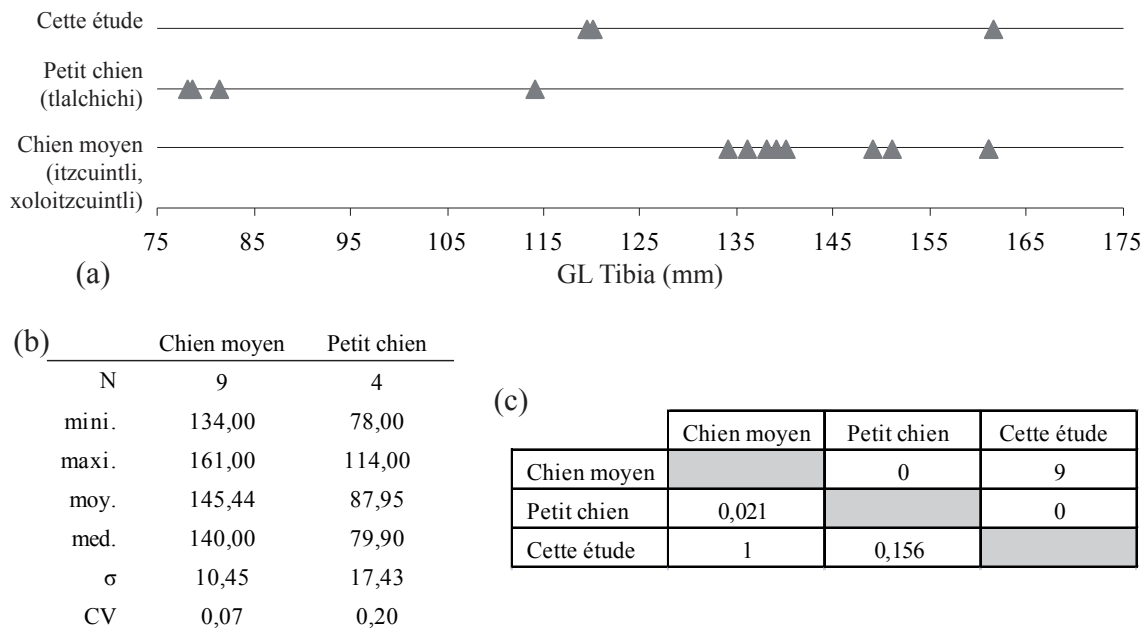 Cette étude
Petit chien
(tlalchichi)
Chien moyen
(itzcuintli,
xoloitzcuintli)
75 85 95 105 115 125 135 145 155 165 175
(a)
GL Tibia (mm)
(b)
Chien moyen Petit chien
N 9 4
mini. 134,00 78,00
maxi. 161,00 114,00
moy. 145,44 87,95
med. 140,00 79,90
σ 10,45 17,43
CV 0,07 0,20
(c)
Chien moyen Petit chien Cette étude
Chien moyen 0 9
Petit chien 0,021 0
Cette étude 1 0,156